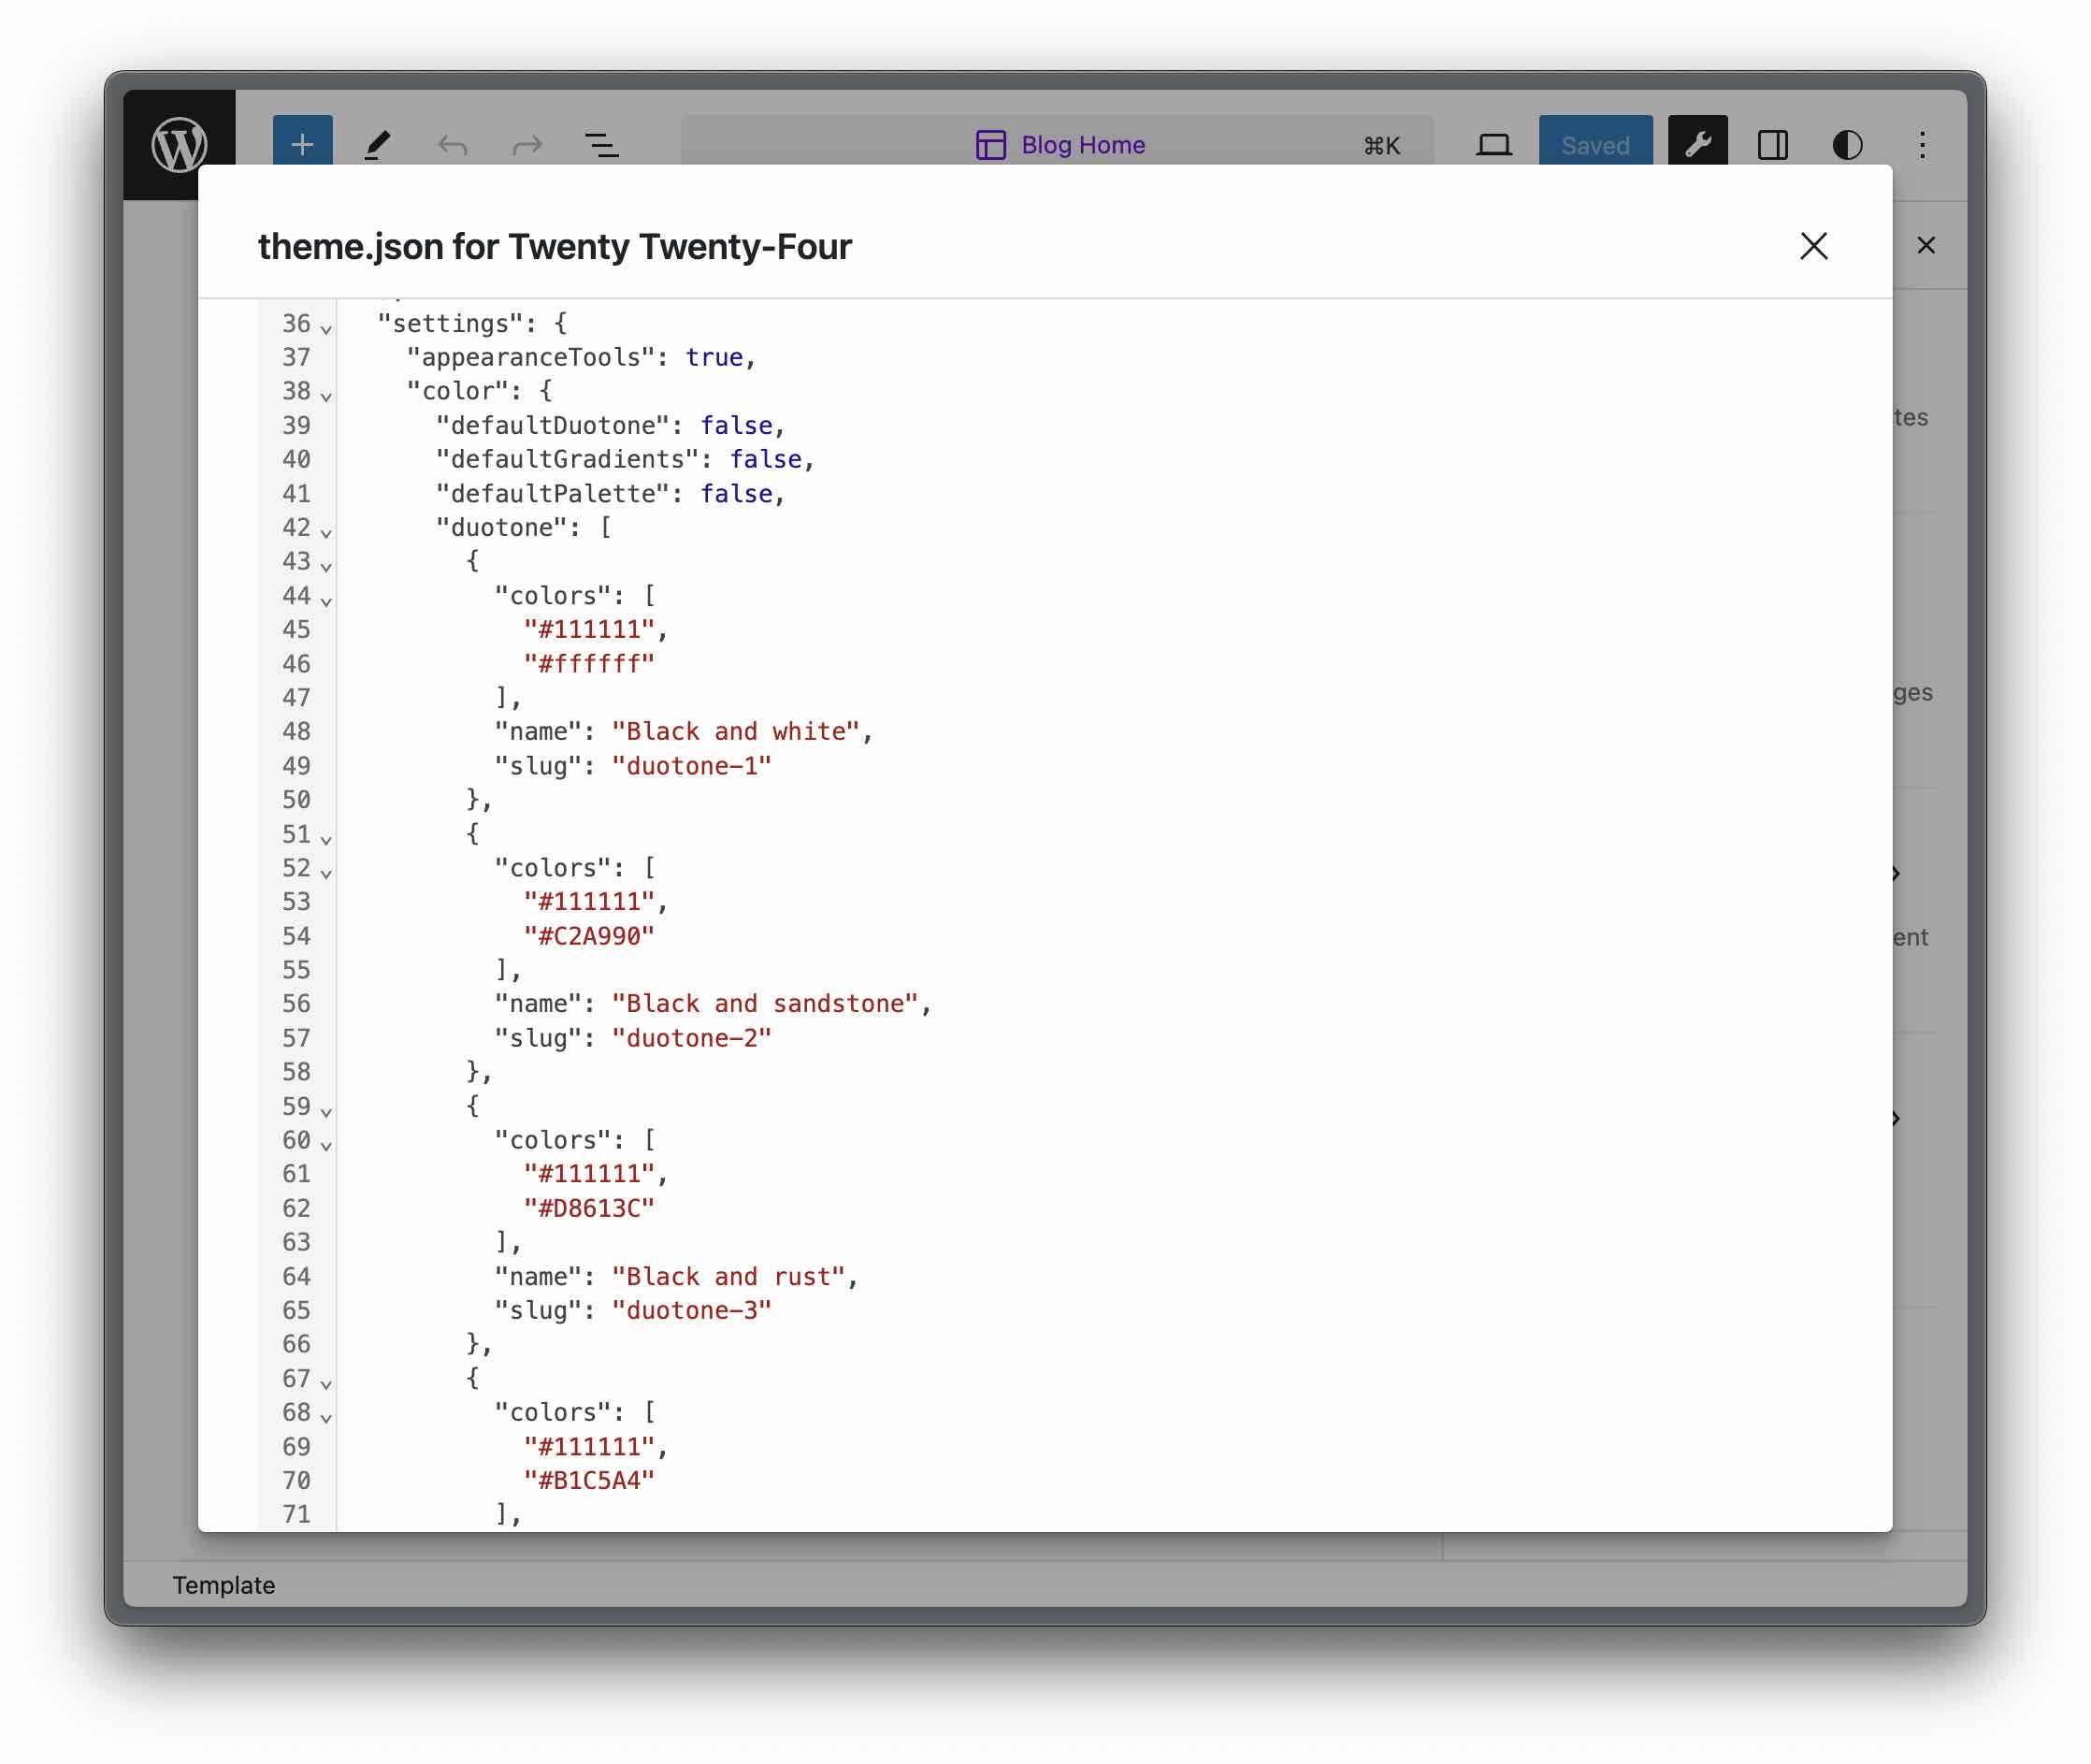 Blog Home
⌘K
Saved
theme.json for Twenty Twenty-Four
36 "settings": {
37 "appearanceTools": true,
38 "color": {
39 "defaultDuotone": false,
40 "defaultGradients": false,
41 "defaultPalette": false,
42 "duotone": [
43 {
44 "colors": [
45 "#111111",
46 "#ffffff"
47 ],
48 "name": "Black and white",
49 "slug": "duotone-1"
50 },
51 {
52 "colors": [
53 "#111111",
54 "#C2A990"
55 ],
56 "name": "Black and sandstone",
57 "slug": "duotone-2"
58 },
59 {
60 "colors": [
61 "#111111",
62 "#D8613C"
63 ],
64 "name": "Black and rust",
65 "slug": "duotone-3"
66 },
67 {
68 "colors": [
69 "#111111",
70 "#B1C5A4"
71 ],
tes
ges
ent
Template